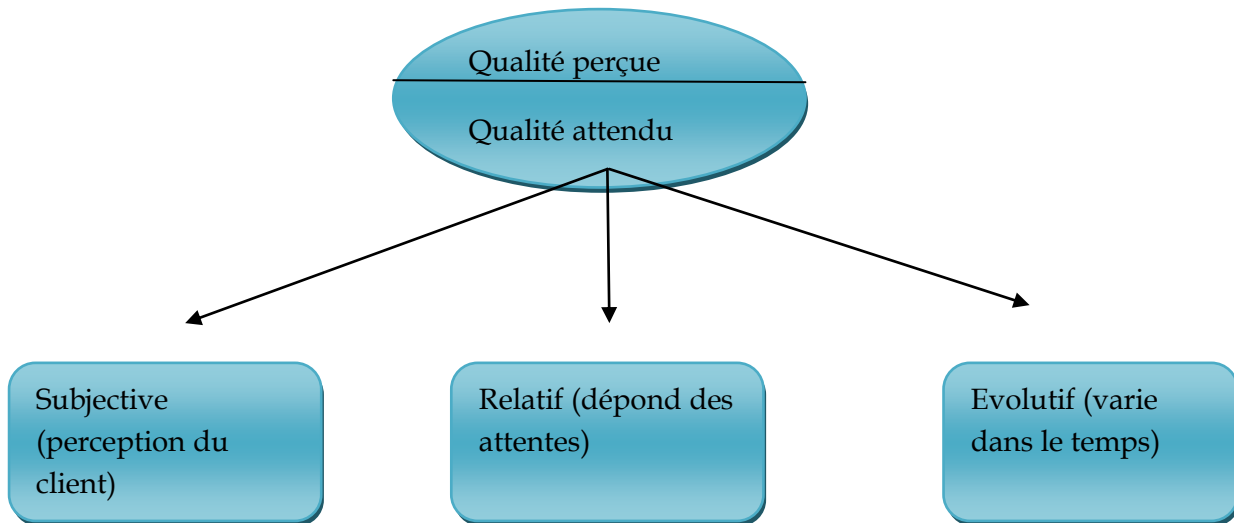 Qualité perçue
Qualité attendu
Subjective
(perception du
client)
Relatif (dépond des
attentes)
Evolutif (varie
dans le temps)